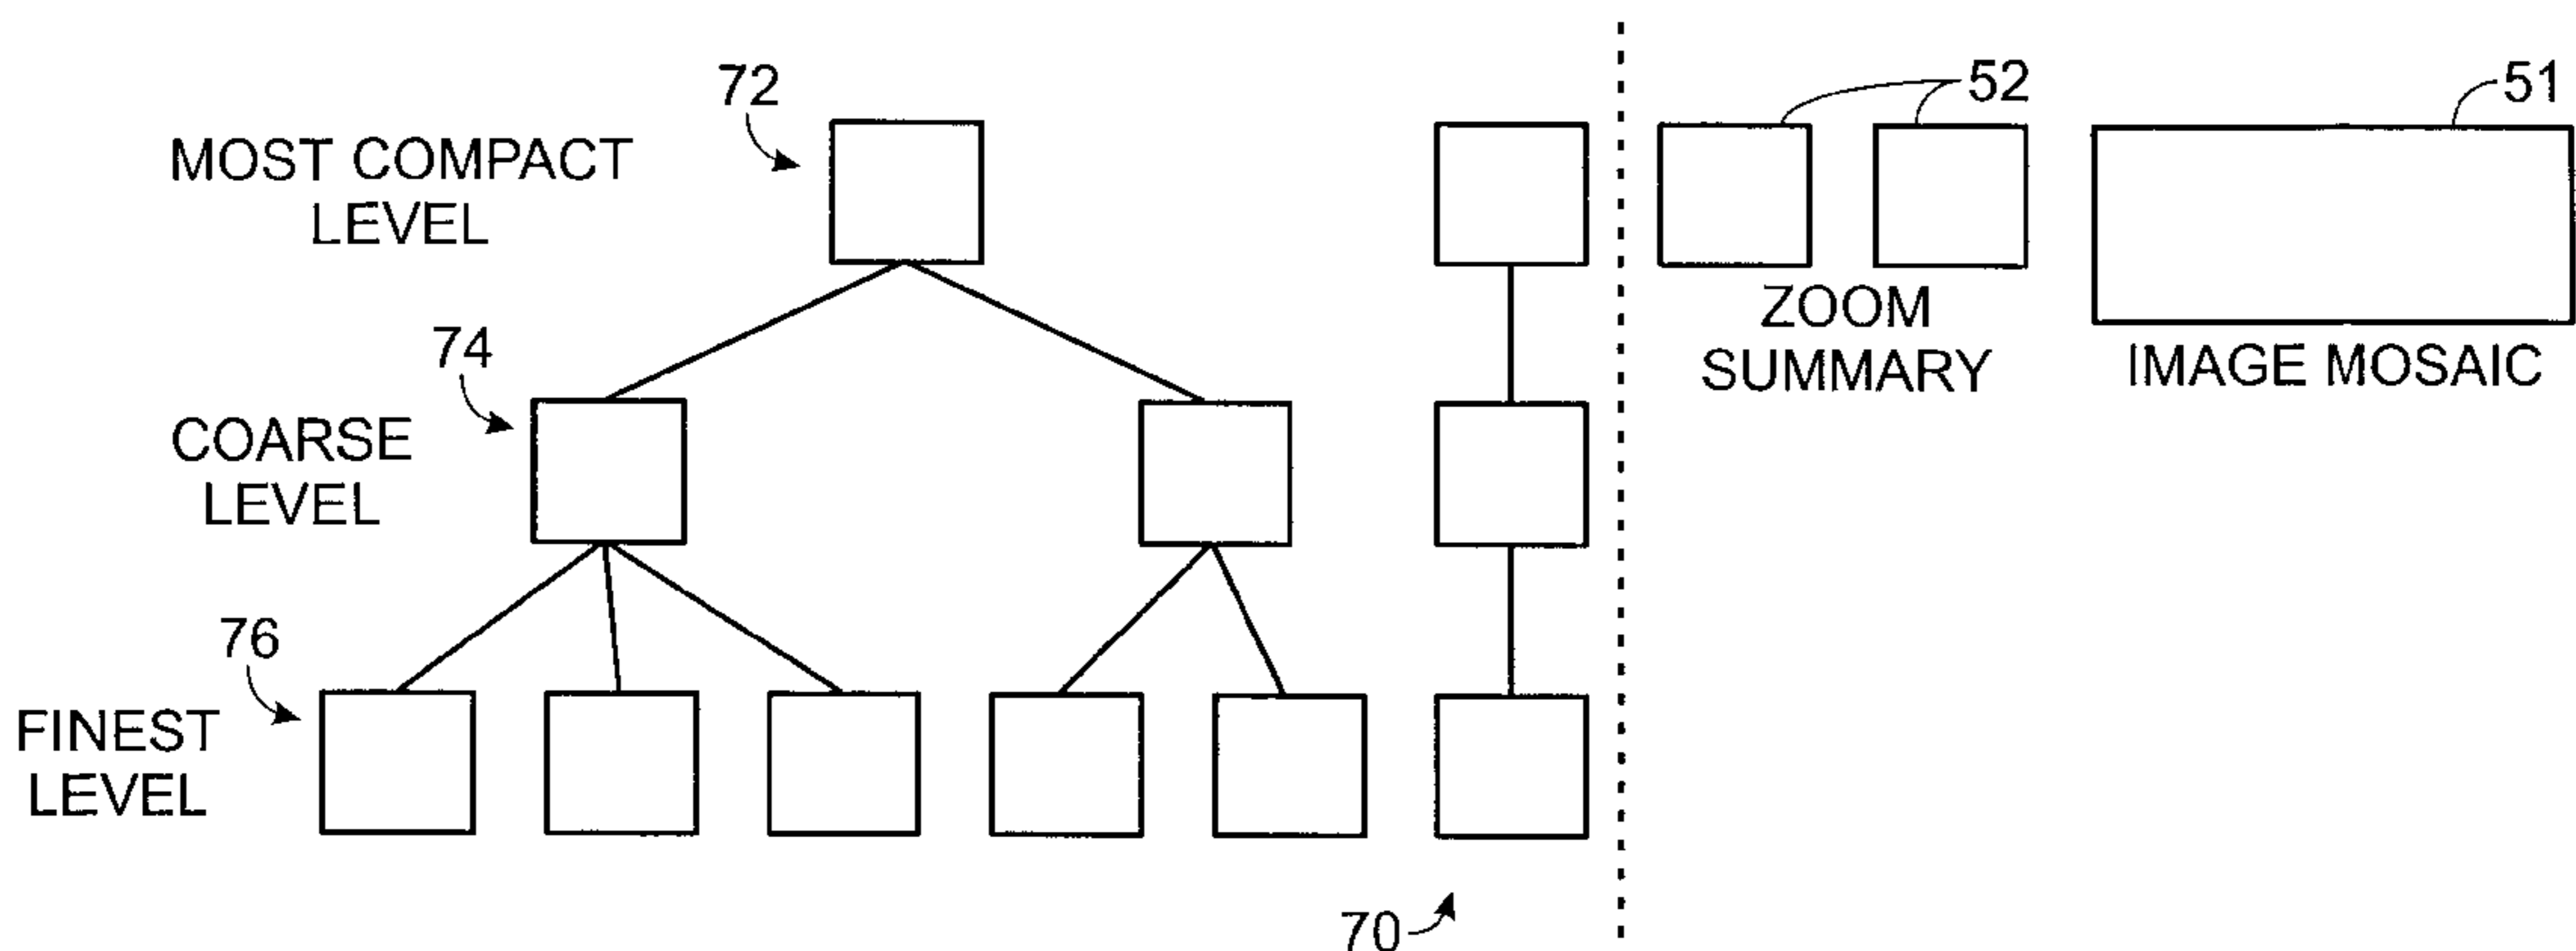 72
52
51
MOST COMPACT
LEVEL
ZOOM
SUMMARY
IMAGE MOSAIC
74
COARSE
LEVEL
76
FINEST
LEVEL
70